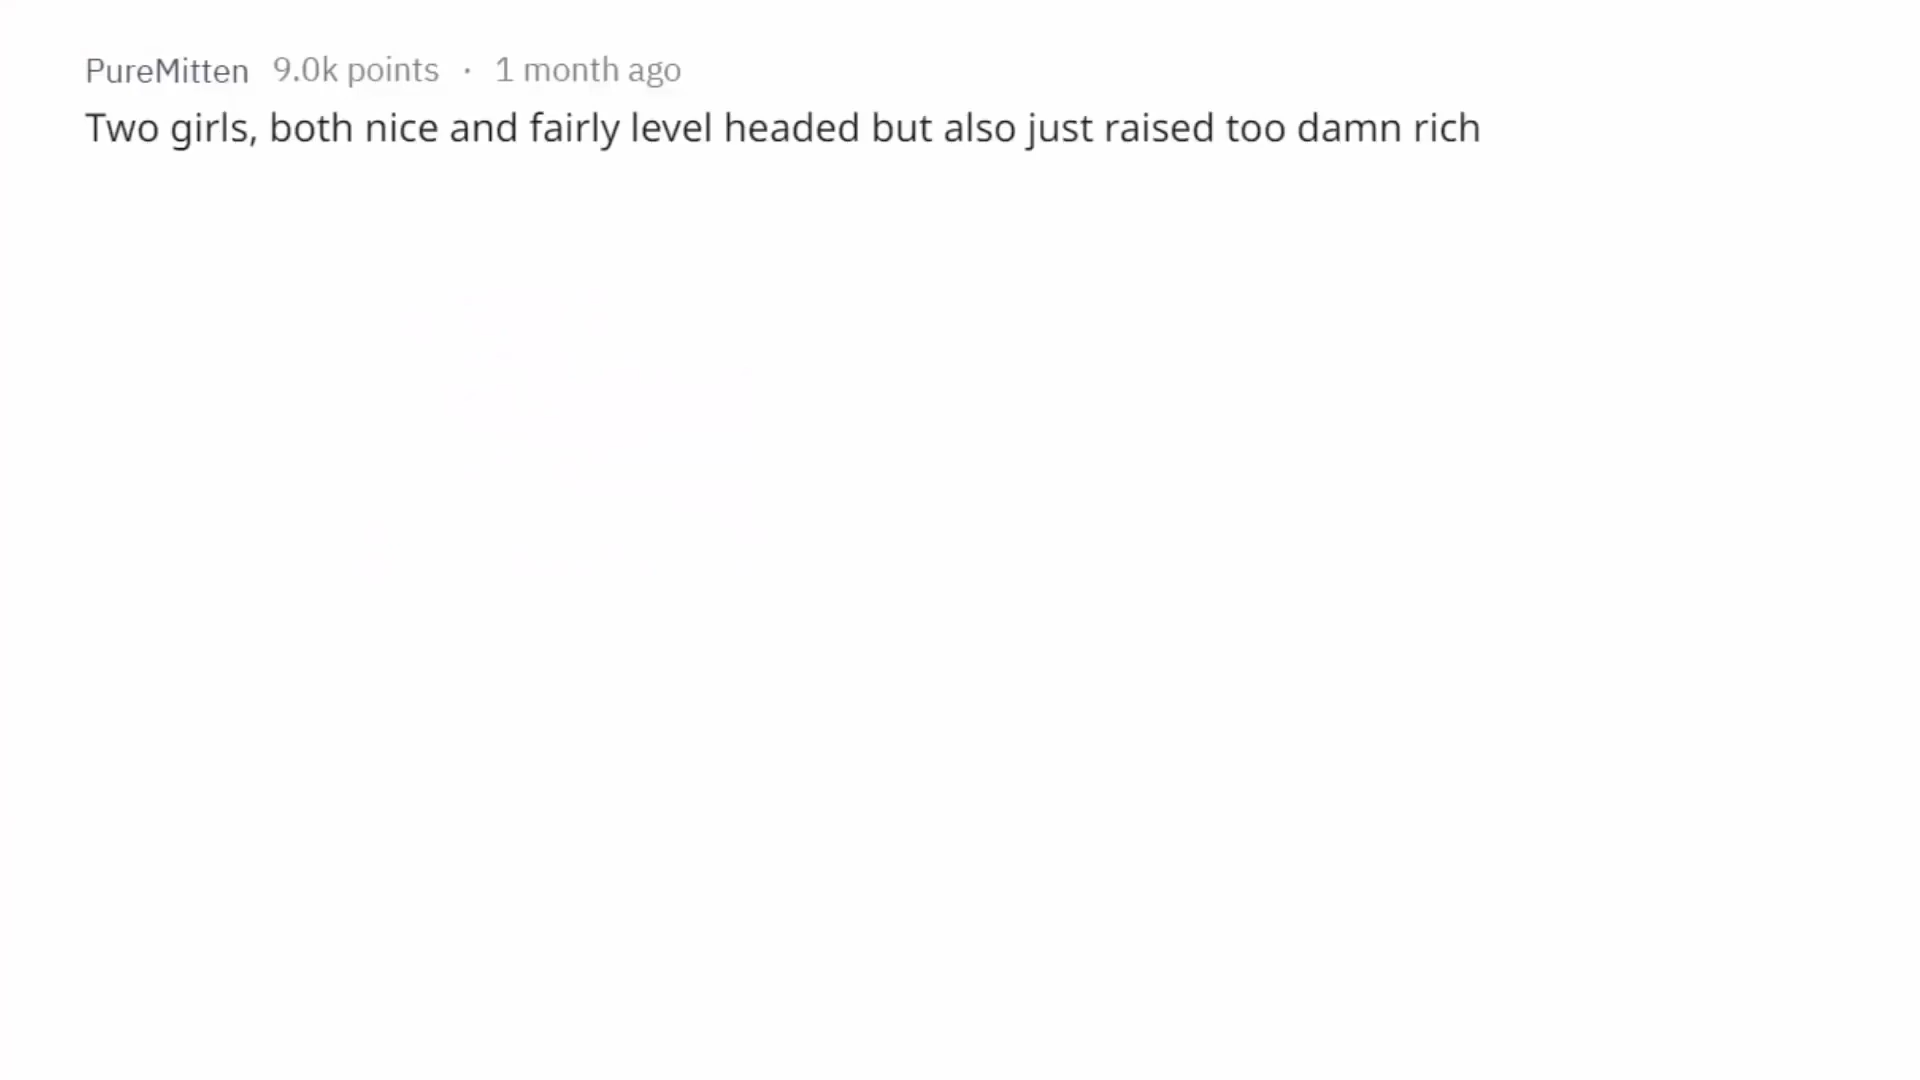 PureMitten 9.0k points · 1 month ago
Two girls, both nice and fairly level headed but also just raised too damn rich